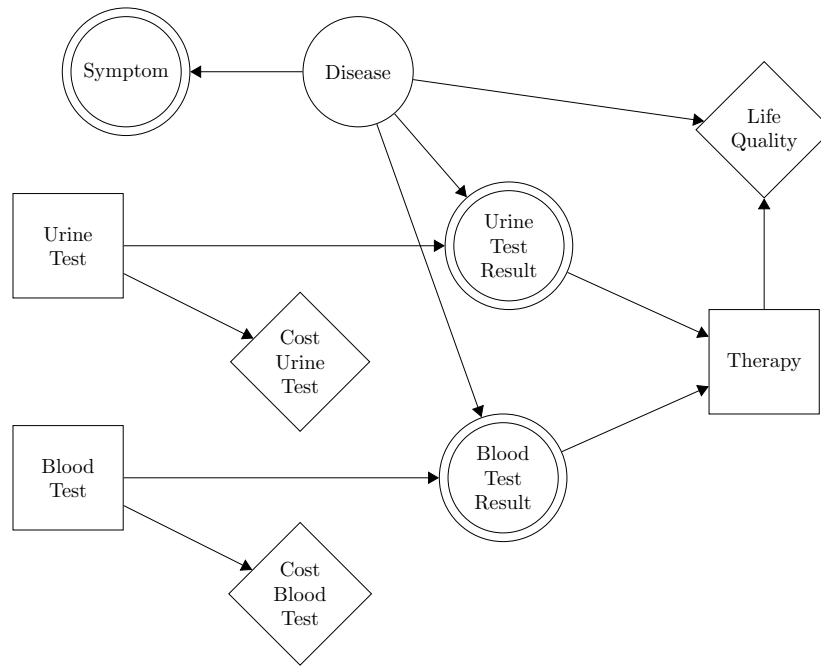 Symptom
Disease
Life
Quality
Urine
Test
Urine
Test
Result
Cost
Urine
Test
Therapy
Blood
Test
Blood
Test
Result
Cost
Blood
Test